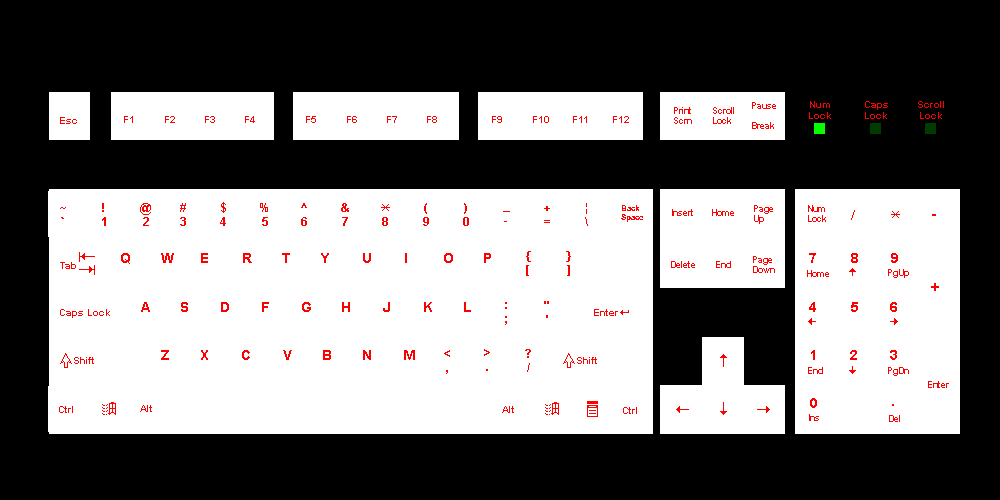 Esc F1 F2 F3 F4 F5 F6 F7 F8 F9 F10 F11 F12 Print Scrn Scroll Lock Pause Break Num Lock Caps Lock Scroll Lock
~ ! @ # $ % ^ & * ( ) _ + ¦ Back Space
` 1 2 3 4 5 6 7 8 9 0 - = \
Insert Home Page Up
Num Lock / * -
Tab Q W E R T Y U I O P { }
[ ]
Delete End Page Down
7 8 9
Home ↑ PgUp
+
Caps Lock A S D F G H J K L : "
; ' Enter ↵
4 5 6
← →
⇧ Shift Z X C V B N M < > ?
, . / ⇧ Shift
↑
1 2 3
End ↓ PgDn
Enter
Ctrl Alt Alt Ctrl
← ↓ →
0 .
Ins Del